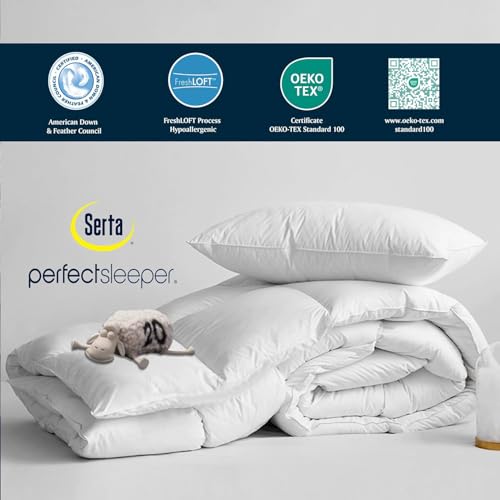 CERTIFIED · AMERICAN DOWN & FEATHER COUNCIL ·
American Down
& Feather Council
FreshLOFT™
FreshLOFT Process
Hypoallergenic
OEKO
TEX®
Certificate
OEKO-TEX Standard 100
www.oeko-tex.com
standard100
Serta®
perfectsleeper®
20